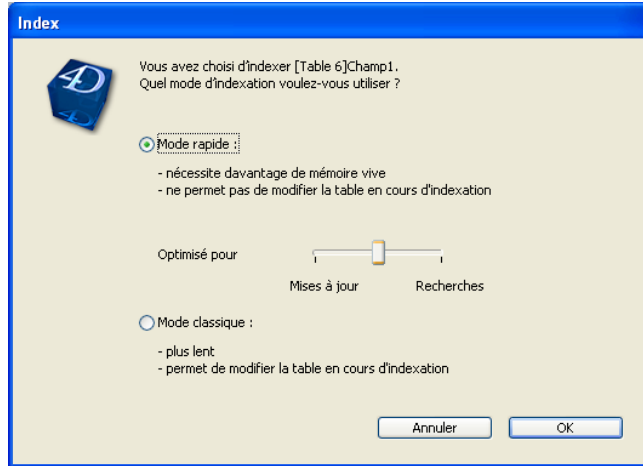 Index
Vous avez choisi d'indexer [Table 6]Champ1.
Quel mode d'indexation voulez-vous utiliser ?
4D
4D
Mode rapide :
- nécessite davantage de mémoire vive
- ne permet pas de modifier la table en cours d'indexation
Optimisé pour
Mises à jour Recherches
Mode classique :
- plus lent
- permet de modifier la table en cours d'indexation
Annuler OK